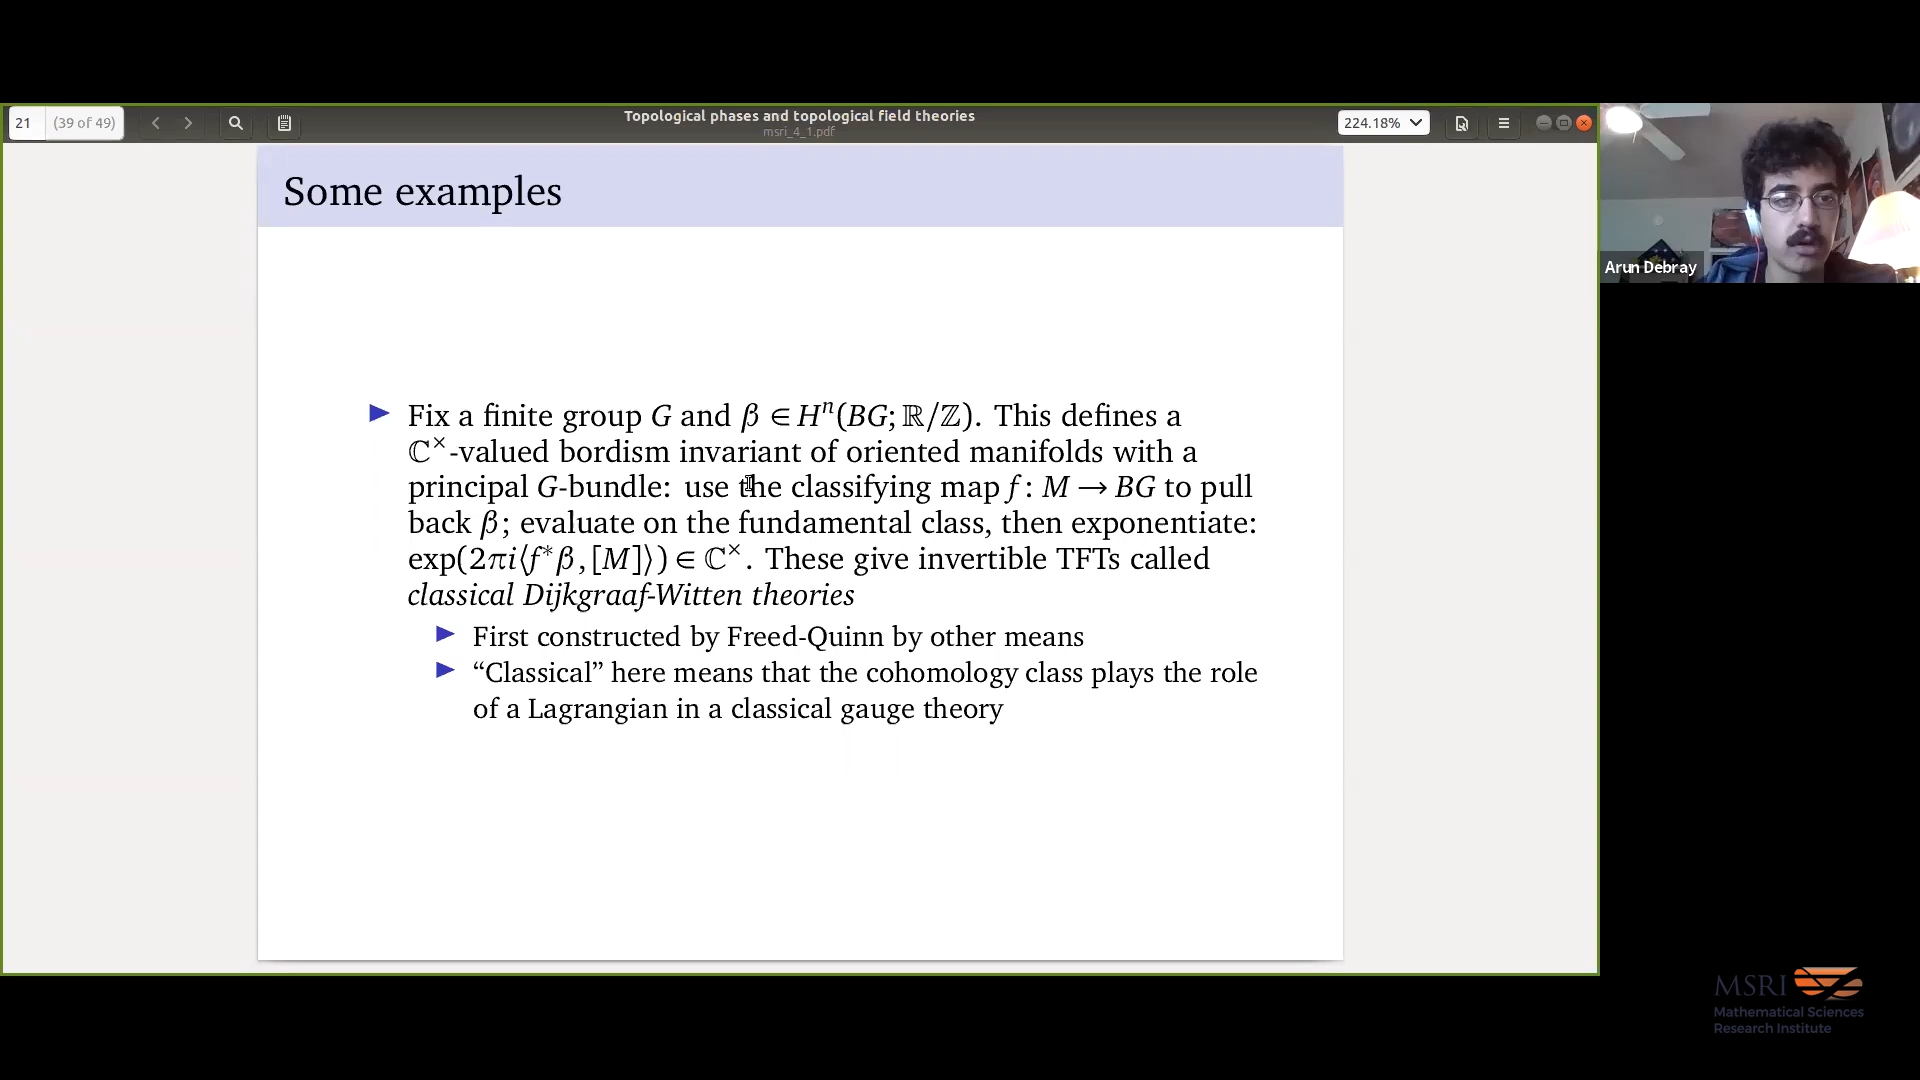 21 (39 of 49)
Topological phases and topological field theories
msri_4_1.pdf
224.18%
Some examples
▶ Fix a finite group G and β ∈ Hⁿ(BG; ℝ/ℤ). This defines a
ℂ×-valued bordism invariant of oriented manifolds with a
principal G-bundle: use the classifying map f : M → BG to pull
back β; evaluate on the fundamental class, then exponentiate:
exp(2πi⟨f*β, [M]⟩) ∈ ℂ×. These give invertible TFTs called
classical Dijkgraaf-Witten theories
▶ First constructed by Freed-Quinn by other means
▶ “Classical” here means that the cohomology class plays the role
of a Lagrangian in a classical gauge theory
Arun Debray
MSRI
Mathematical Sciences
Research Institute